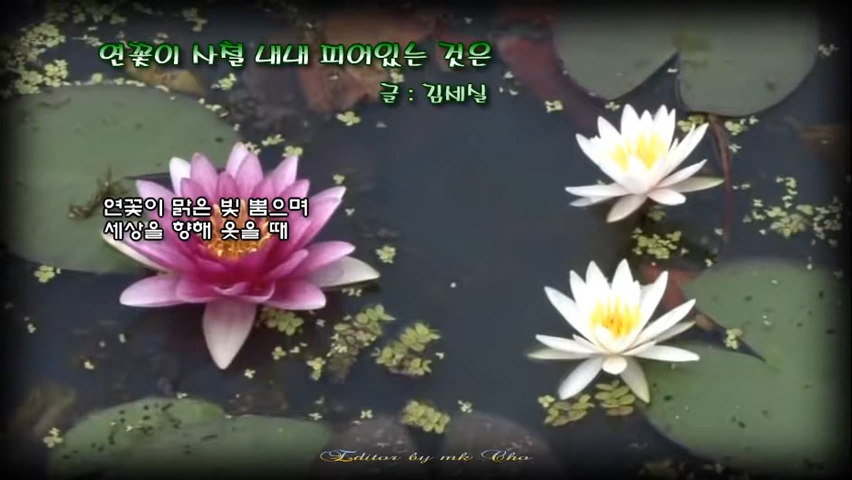 연꽃이 사철 내내 피어있는 것은
글 : 김세실
연꽃이 맑은 빛 뿜으며
세상을 향해 웃을 때
Editor by mk Cho